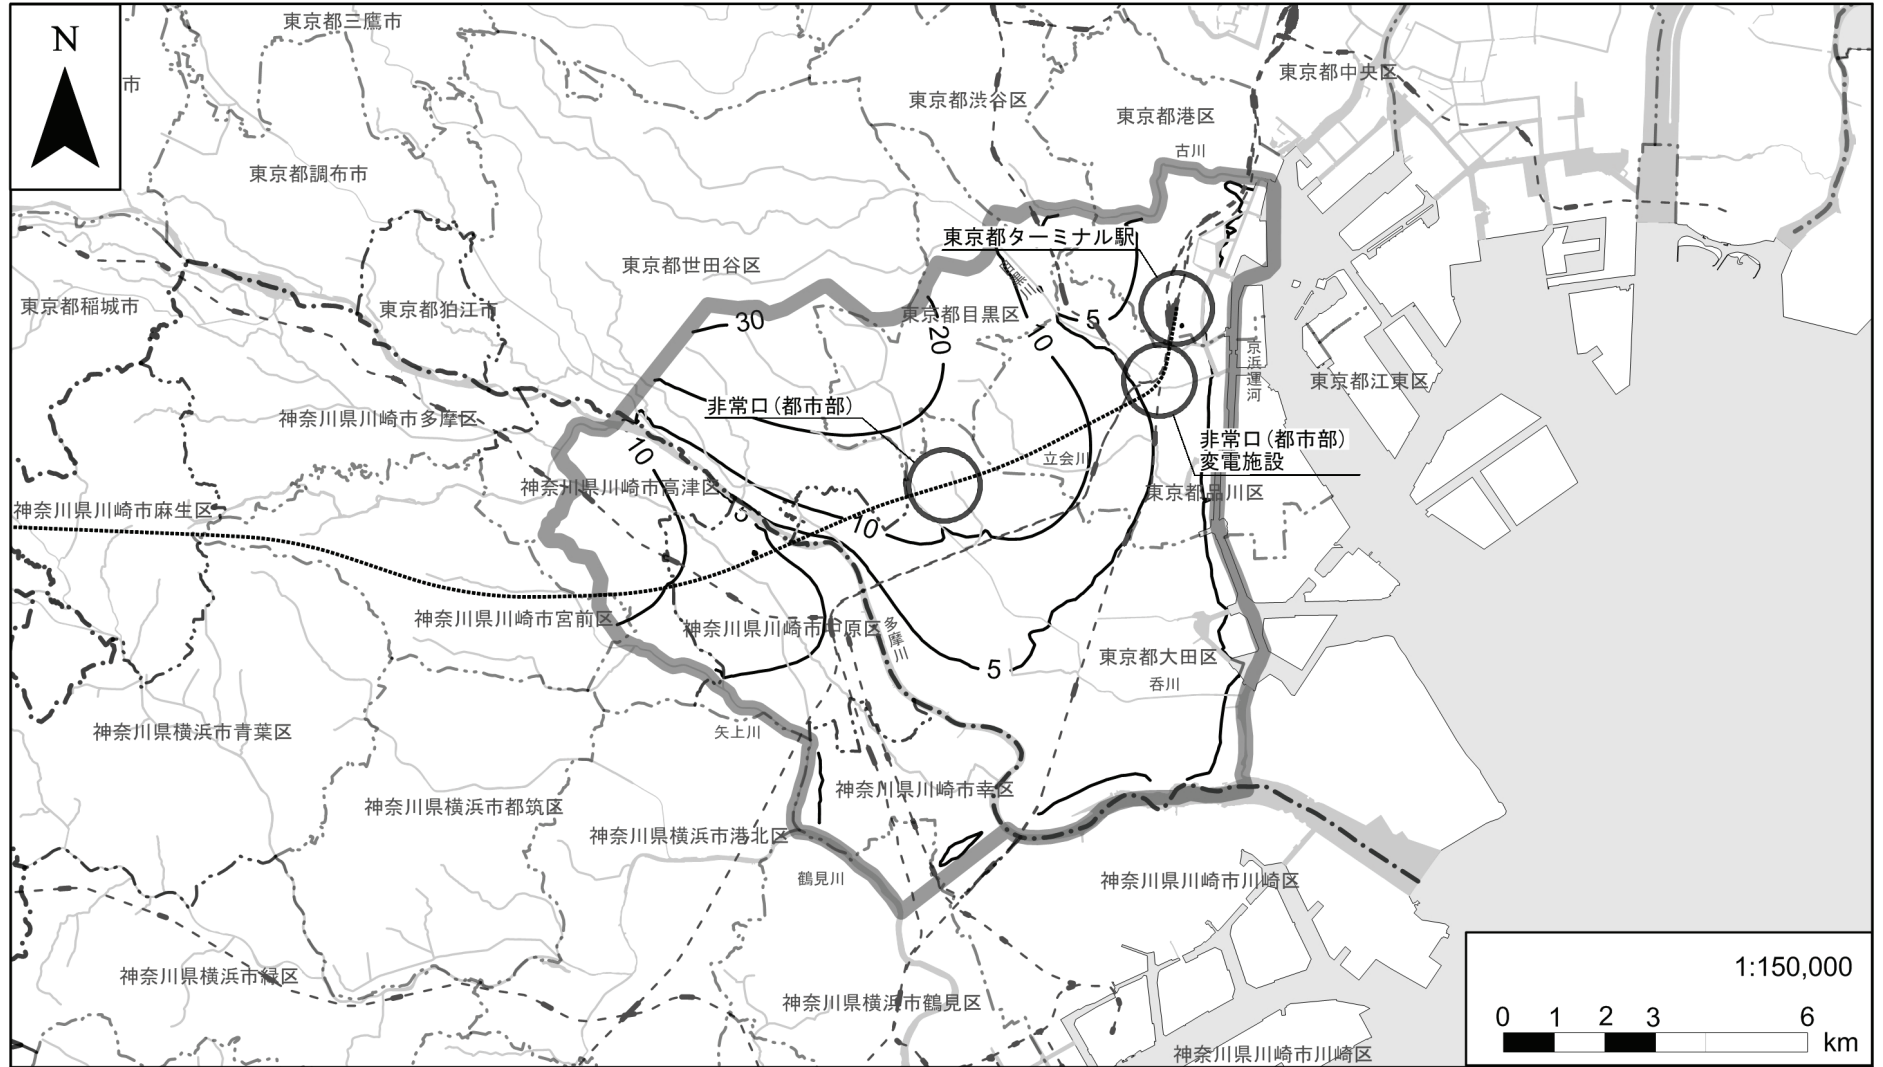 東京都三鷹市
N
市
東京都中央区
東京都渋谷区
東京都港区
古川
東京都調布市
東京都ターミナル駅
東京都世田谷区
東京都稲城市
東京都狛江市
東京都目黒区
30
20
10
5
京浜運河
東京都江東区
非常口(都市部)
神奈川県川崎市多摩区
非常口(都市部)
変電施設
10
立会川
神奈川県川崎市高津区
東京都品川区
神奈川県川崎市麻生区
5
10
神奈川県川崎市宮前区
神奈川県川崎市中原区
多摩川
東京都大田区
5
呑川
神奈川県横浜市青葉区
矢上川
神奈川県川崎市幸区
神奈川県横浜市都筑区
神奈川県横浜市港北区
鶴見川
神奈川県川崎市川崎区
神奈川県横浜市緑区
神奈川県横浜市鶴見区
神奈川県川崎市川崎区
1:150,000
0 1 2 3 6
km